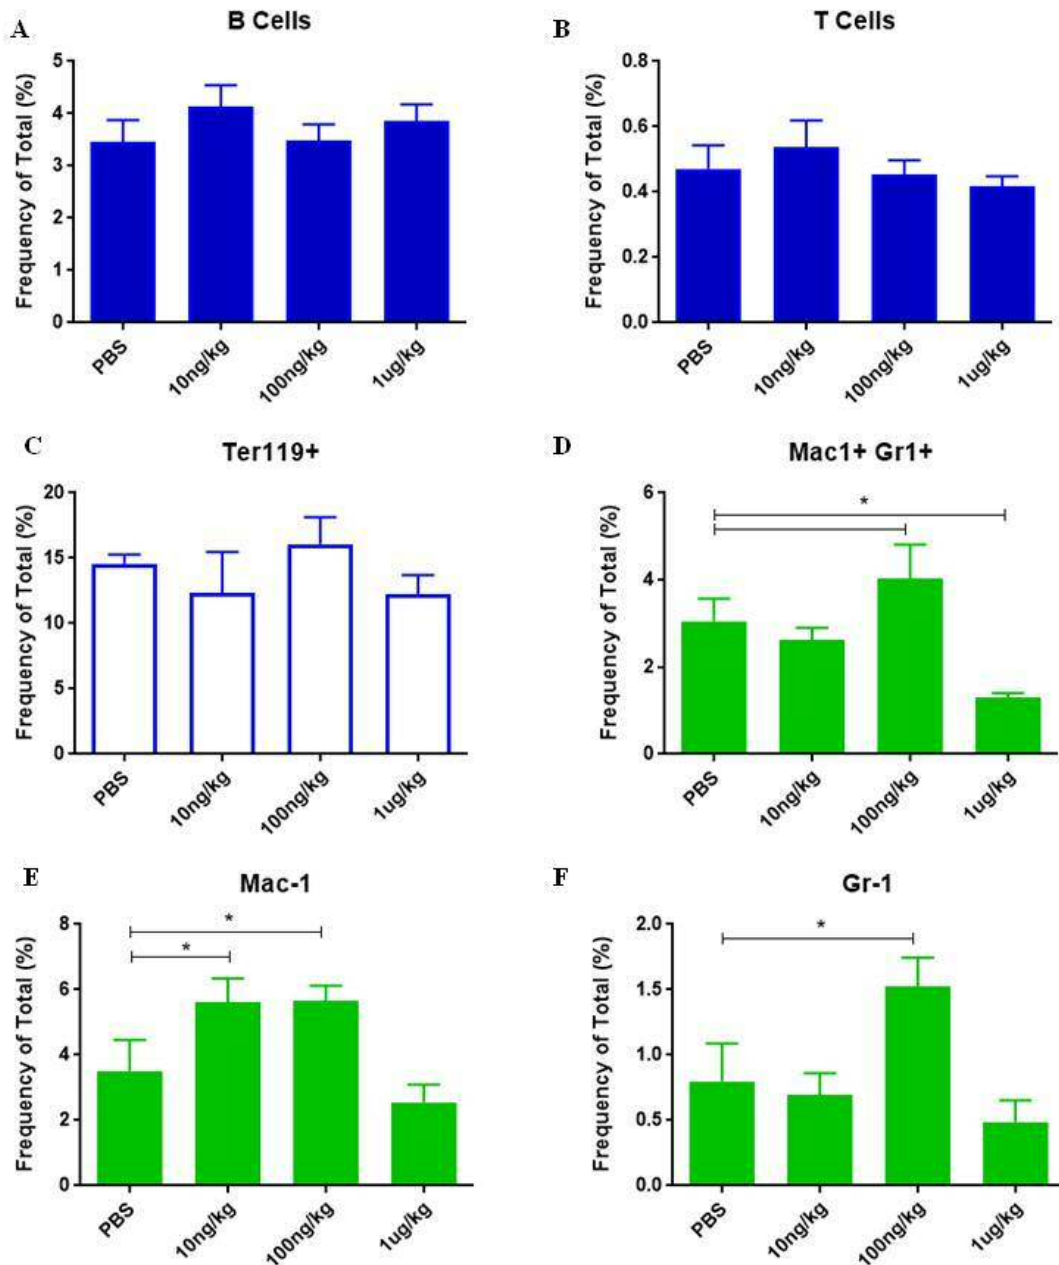 A
B Cells
Frequency of Total (%)
5
4
3
2
1
0
PBS
10ng/kg
100ng/kg
1ug/kg
B
T Cells
Frequency of Total (%)
0.8
0.6
0.4
0.2
0.0
PBS
10ng/kg
100ng/kg
1ug/kg
C
Ter119+
Frequency of Total (%)
20
15
10
5
0
PBS
10ng/kg
100ng/kg
1ug/kg
D
Mac1+ Gr1+
Frequency of Total (%)
6
4
2
0
*
PBS
10ng/kg
100ng/kg
1ug/kg
E
Mac-1
Frequency of Total (%)
8
6
4
2
0
*
*
PBS
10ng/kg
100ng/kg
1ug/kg
F
Gr-1
Frequency of Total (%)
2.0
1.5
1.0
0.5
0.0
*
PBS
10ng/kg
100ng/kg
1ug/kg